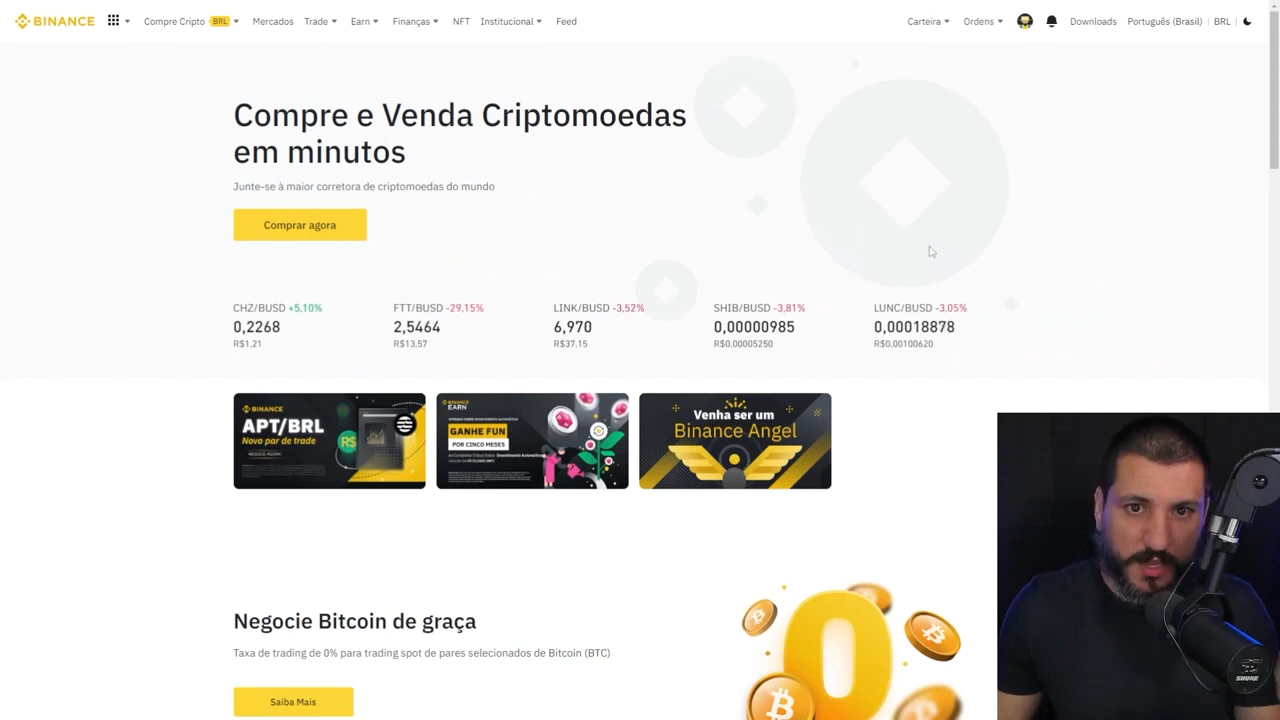 BINANCE
Compre Cripto BRL
Mercados
Trade
Earn
Finanças
NFT
Institucional
Feed
Carteira
Ordens
Downloads
Português (Brasil)
BRL
Compre e Venda Criptomoedas
em minutos
Junte-se à maior corretora de criptomoedas do mundo
Comprar agora
CHZ/BUSD +5,10%
0,2268
R$1,21
FTT/BUSD -29,15%
2,5464
R$13,57
LINK/BUSD -3,52%
6,970
R$37,15
SHIB/BUSD -3,81%
0,00000985
R$0.00005250
LUNC/BUSD -3,05%
0,00018878
R$0.00100620
BINANCE
APT/BRL
Novo par de trade
NEGOCIE AGORA!
R$
BINANCE
EARN
GANHE FUN
POR CINCO MESES
Venha ser um
Binance Angel
Negocie Bitcoin de graça
Taxa de trading de 0% para trading spot de pares selecionados de Bitcoin (BTC)
Saiba Mais
0
SHURE